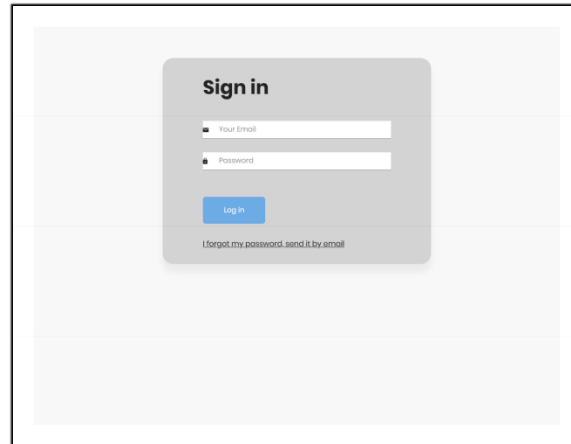 Sign in
Your Email
Password
Log in
I forgot my password, send it by email